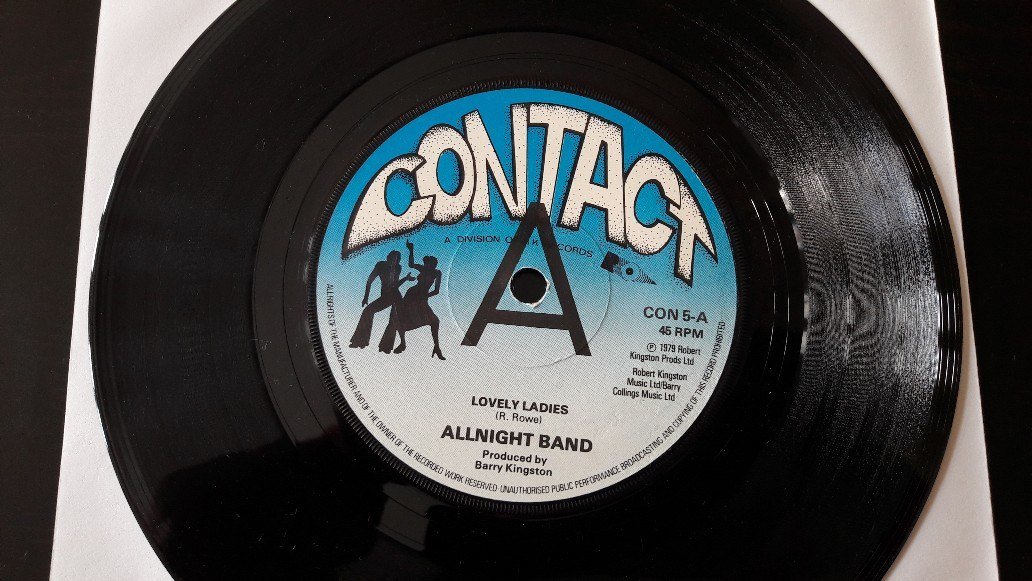 CONTACT
A DIVISION
RECORDS
A
CON 5-A
45 RPM
℗ 1979 Robert
Kingston Prods Ltd
Robert Kingston
Music Ltd/Barry
Collings Music Ltd
LOVELY LADIES
(R. Rowe)
ALLNIGHT BAND
Produced by
Barry Kingston
ALL RIGHTS OF THE MANUFACTURER AND OF THE OWNER OF THE RECORDED WORK RESERVED·UNAUTHORISED PUBLIC PERFORMANCE BROADCASTING AND COPYING OF THIS RECORD PROHIBITED